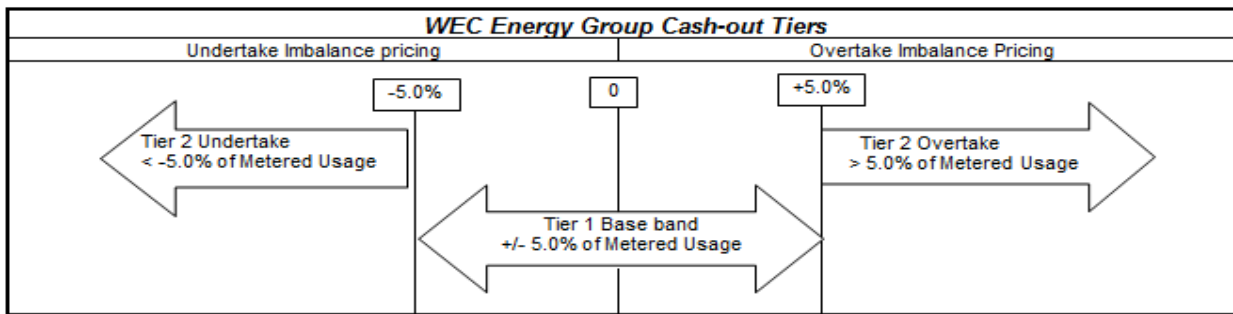 WEC Energy Group Cash-out Tiers
Undertake Imbalance pricing
Overtake Imbalance Pricing
-5.0%
0
+5.0%
Tier 2 Undertake
< -5.0% of Metered Usage
Tier 2 Overtake
> 5.0% of Metered Usage
Tier 1 Base band
+/- 5.0% of Metered Usage